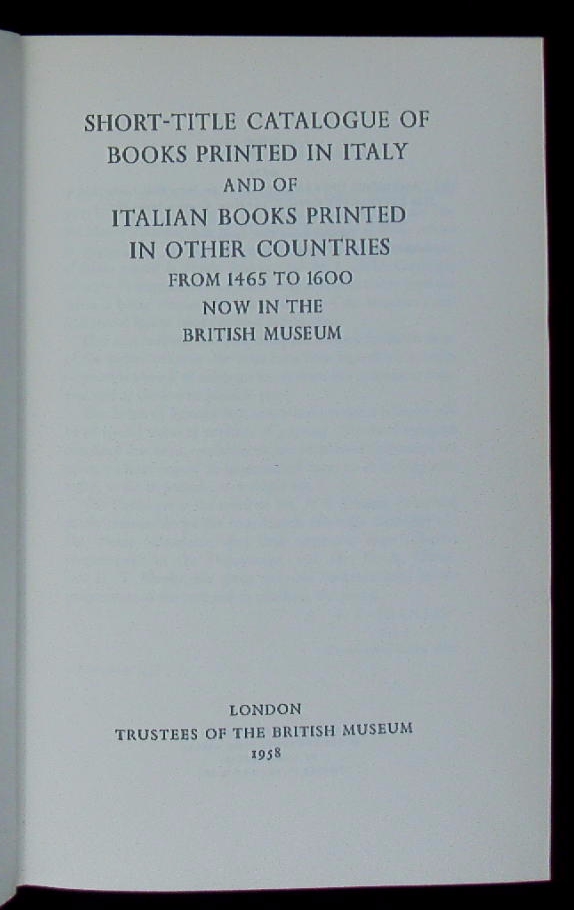 SHORT-TITLE CATALOGUE OF
BOOKS PRINTED IN ITALY
AND OF
ITALIAN BOOKS PRINTED
IN OTHER COUNTRIES
FROM 1465 TO 1600
NOW IN THE
BRITISH MUSEUM
LONDON
TRUSTEES OF THE BRITISH MUSEUM
1958